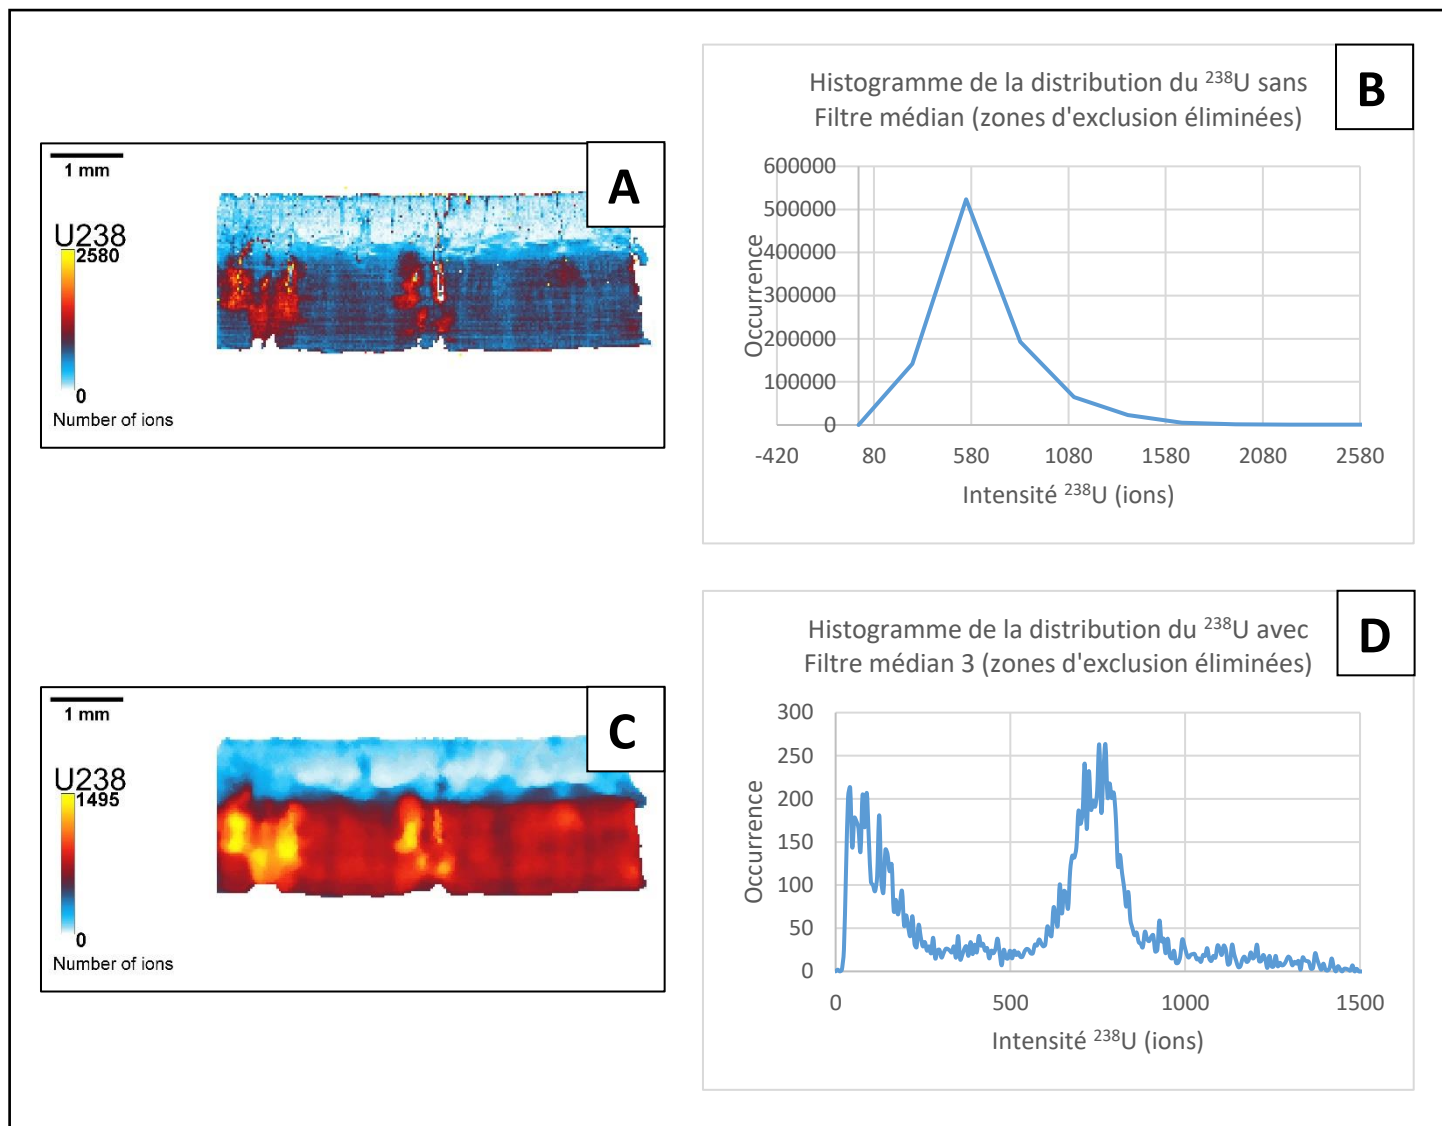 1 mm
A
U238
2580
0
Number of ions
Histogramme de la distribution du ²³⁸U sans
Filtre médian (zones d'exclusion éliminées)
B
600000
500000
400000
300000
200000
100000
0
Occurrence
-420 80 580 1080 1580 2080 2580
Intensité ²³⁸U (ions)
1 mm
C
U238
1495
0
Number of ions
Histogramme de la distribution du ²³⁸U avec
Filtre médian 3 (zones d'exclusion éliminées)
D
300
250
200
150
100
50
0
Occurrence
0 500 1000 1500
Intensité ²³⁸U (ions)